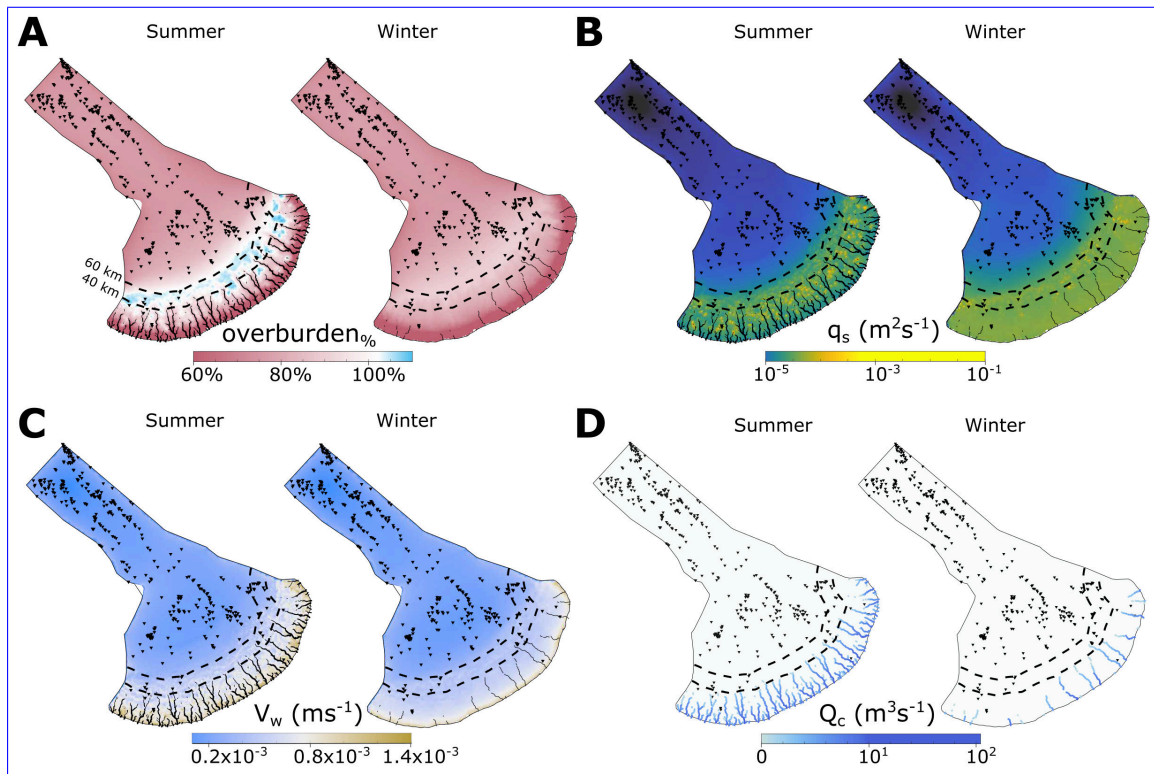 A
Summer
Winter
B
Summer
Winter
60 km
40 km
overburden%
60%
80%
100%
qₛ (m²s⁻¹)
10⁻⁵
10⁻³
10⁻¹
C
Summer
Winter
D
Summer
Winter
V_w (ms⁻¹)
0.2x10⁻³
0.8x10⁻³
1.4x10⁻³
Q_c (m³s⁻¹)
0
10¹
10²